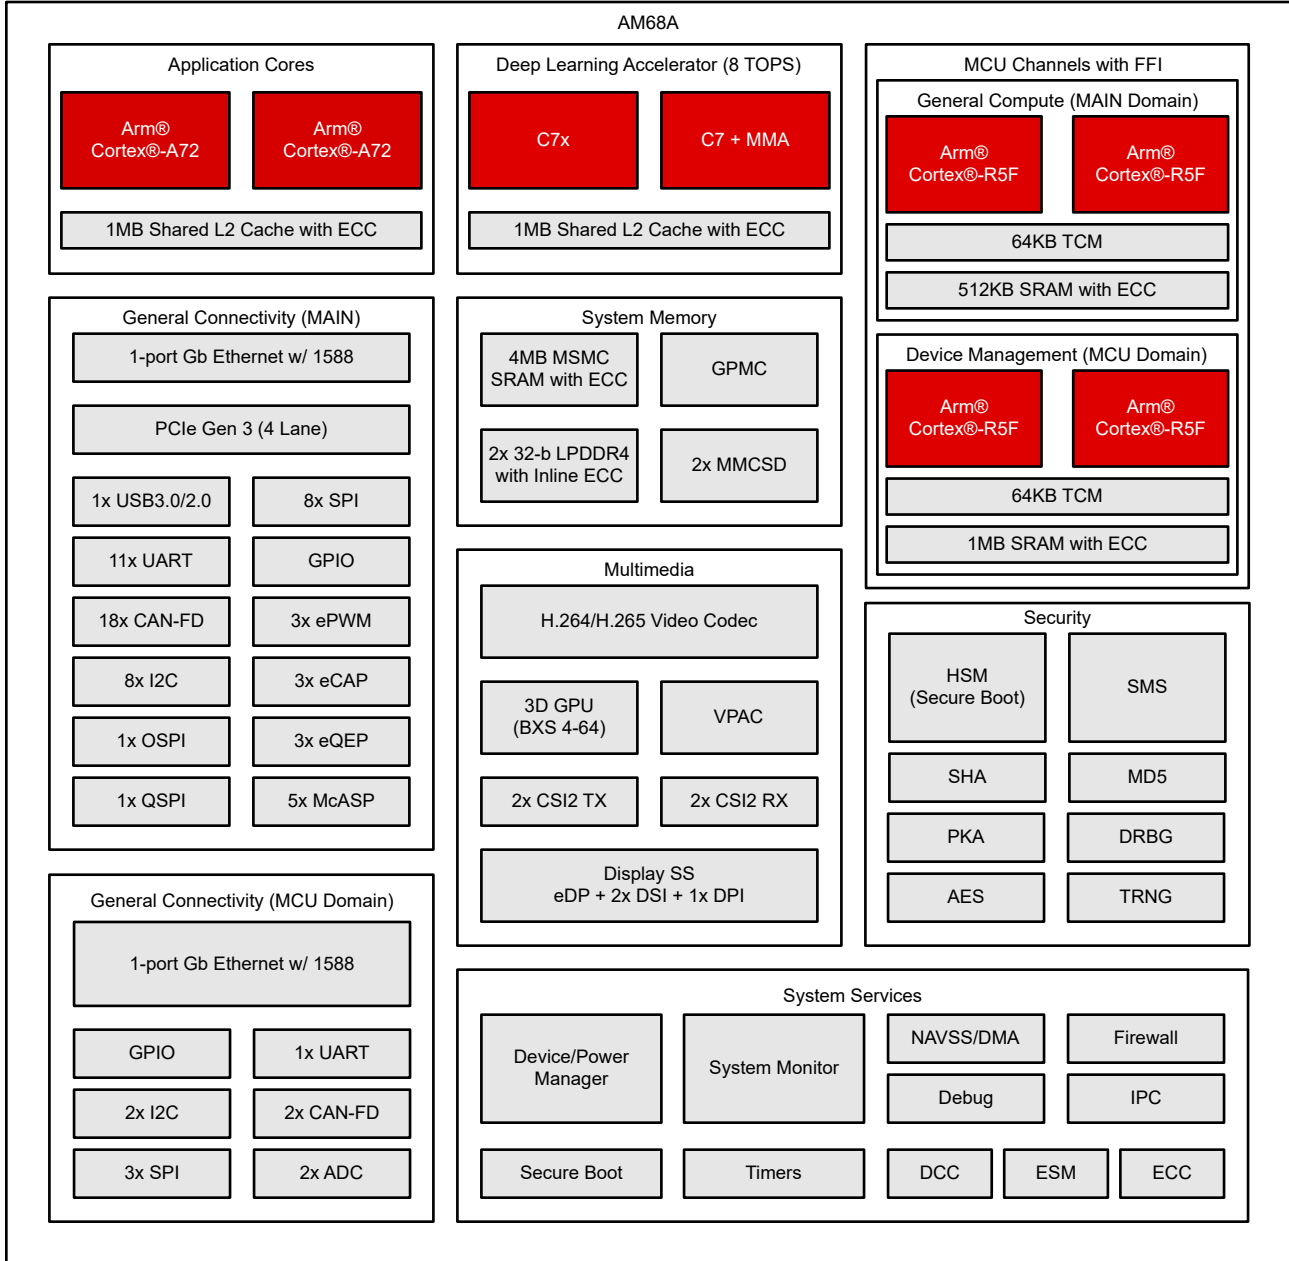 AM68A
Application Cores
Arm®
Cortex®-A72
Arm®
Cortex®-A72
1MB Shared L2 Cache with ECC
Deep Learning Accelerator (8 TOPS)
C7x
C7 + MMA
1MB Shared L2 Cache with ECC
MCU Channels with FFI
General Compute (MAIN Domain)
Arm®
Cortex®-R5F
Arm®
Cortex®-R5F
64KB TCM
512KB SRAM with ECC
Device Management (MCU Domain)
Arm®
Cortex®-R5F
Arm®
Cortex®-R5F
64KB TCM
1MB SRAM with ECC
General Connectivity (MAIN)
1-port Gb Ethernet w/ 1588
PCIe Gen 3 (4 Lane)
1x USB3.0/2.0
8x SPI
11x UART
GPIO
18x CAN-FD
3x ePWM
8x I2C
3x eCAP
1x OSPI
3x eQEP
1x QSPI
5x McASP
System Memory
4MB MSMC
SRAM with ECC
GPMC
2x 32-b LPDDR4
with Inline ECC
2x MMCSD
Multimedia
H.264/H.265 Video Codec
3D GPU
(BXS 4-64)
VPAC
2x CSI2 TX
2x CSI2 RX
Display SS
eDP + 2x DSI + 1x DPI
Security
HSM
(Secure Boot)
SMS
SHA
MD5
PKA
DRBG
AES
TRNG
General Connectivity (MCU Domain)
1-port Gb Ethernet w/ 1588
GPIO
1x UART
2x I2C
2x CAN-FD
3x SPI
2x ADC
System Services
Device/Power
Manager
System Monitor
NAVSS/DMA
Firewall
Debug
IPC
Secure Boot
Timers
DCC
ESM
ECC